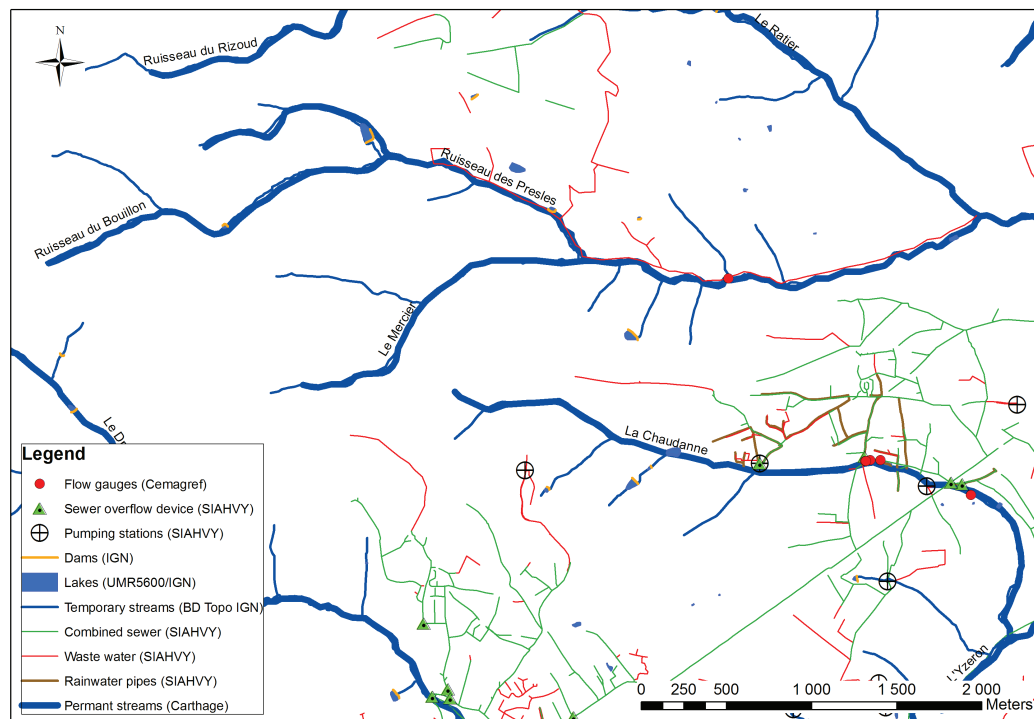 N
Ruisseau du Rizoud
Le Ratier
Ruisseau des Presles
Ruisseau du Bouillon
Le Mercier
Le Dr
La Chaudanne
L'Yzeron
Legend
Flow gauges (Cemagref)
Sewer overflow device (SIAHVY)
Pumping stations (SIAHVY)
Dams (IGN)
Lakes (UMR5600/IGN)
Temporary streams (BD Topo IGN)
Combined sewer (SIAHVY)
Waste water (SIAHVY)
Rainwater pipes (SIAHVY)
Permant streams (Carthage)
0 250 500 1 000 1 500 2 000
Meters